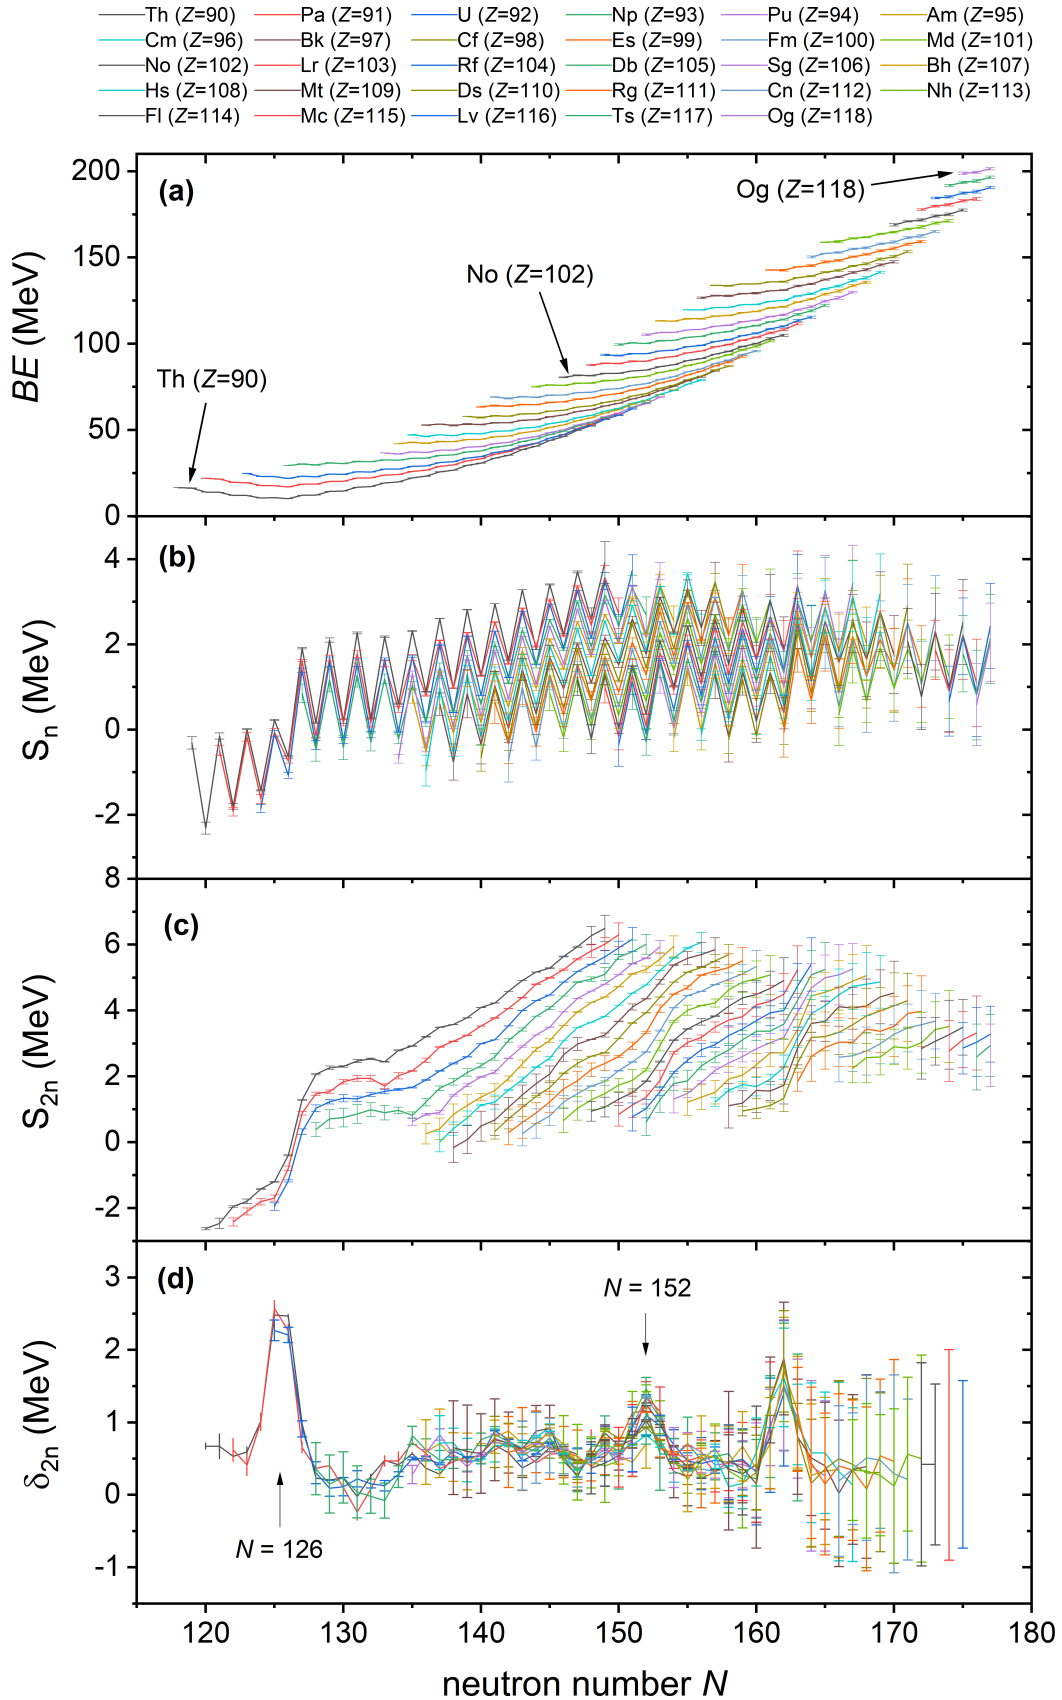 Th (Z=90) Pa (Z=91) U (Z=92) Np (Z=93) Pu (Z=94) Am (Z=95)
Cm (Z=96) Bk (Z=97) Cf (Z=98) Es (Z=99) Fm (Z=100) Md (Z=101)
No (Z=102) Lr (Z=103) Rf (Z=104) Db (Z=105) Sg (Z=106) Bh (Z=107)
Hs (Z=108) Mt (Z=109) Ds (Z=110) Rg (Z=111) Cn (Z=112) Nh (Z=113)
Fl (Z=114) Mc (Z=115) Lv (Z=116) Ts (Z=117) Og (Z=118)
(a)
BE (MeV)
200
150
100
50
0
Og (Z=118)
No (Z=102)
Th (Z=90)
(b)
Sn (MeV)
4
2
0
-2
(c)
S2n (MeV)
8
6
4
2
0
-2
(d)
δ2n (MeV)
3
2
1
0
-1
N = 152
N = 126
120 130 140 150 160 170 180
neutron number N